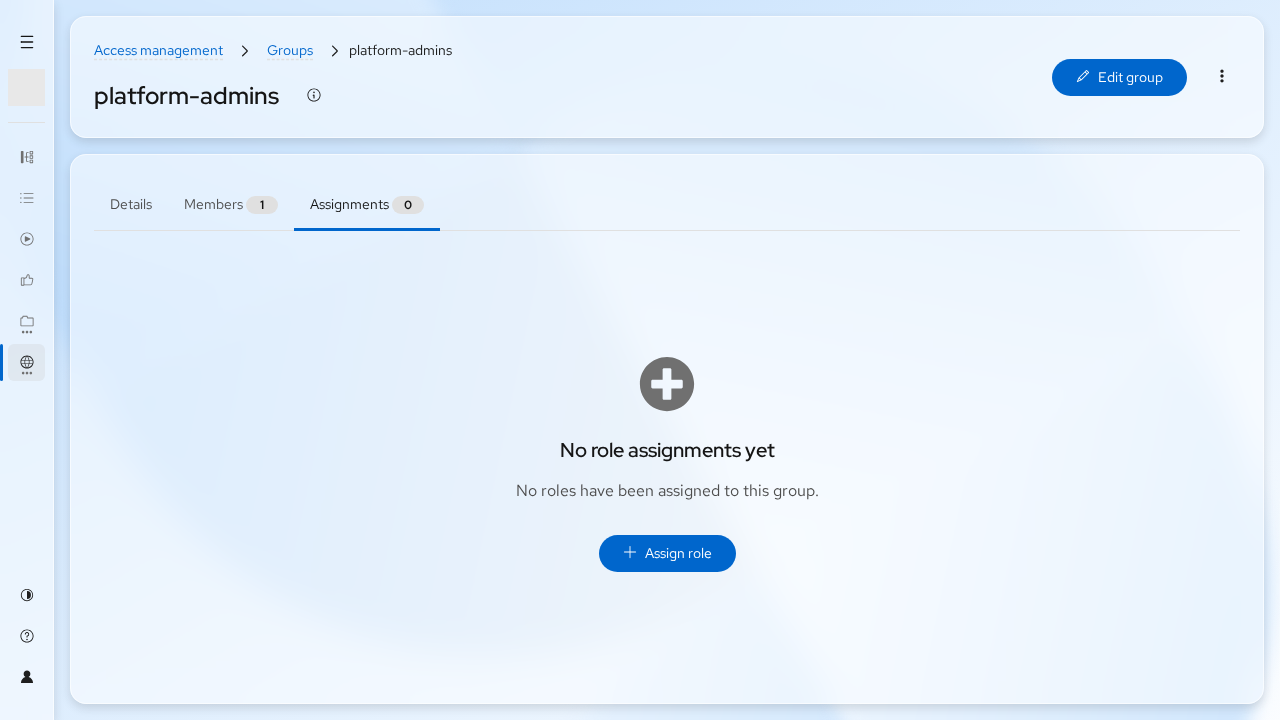 Access management Groups platform-admins
platform-admins
Edit group
Details Members 1 Assignments 0
No role assignments yet
No roles have been assigned to this group.
Assign role